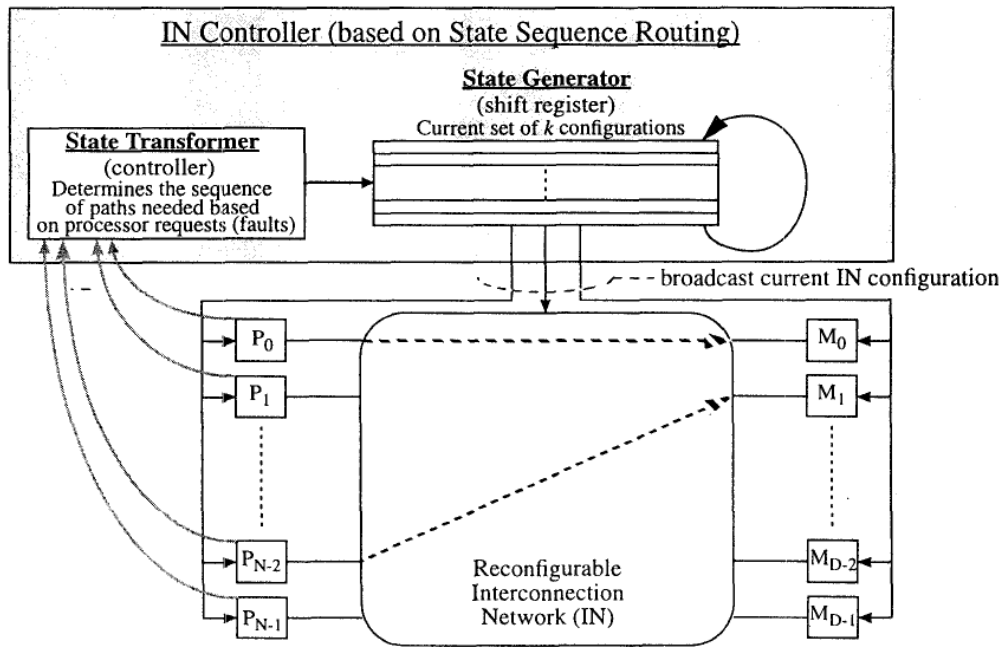 IN Controller (based on State Sequence Routing)
State Generator
(shift register)
Current set of k configurations
State Transformer
(controller)
Determines the sequence
of paths needed based
on processor requests (faults)
broadcast current IN configuration
P0
M0
P1
M1
PN-2
MD-2
PN-1
MD-1
Reconfigurable
Interconnection
Network (IN)